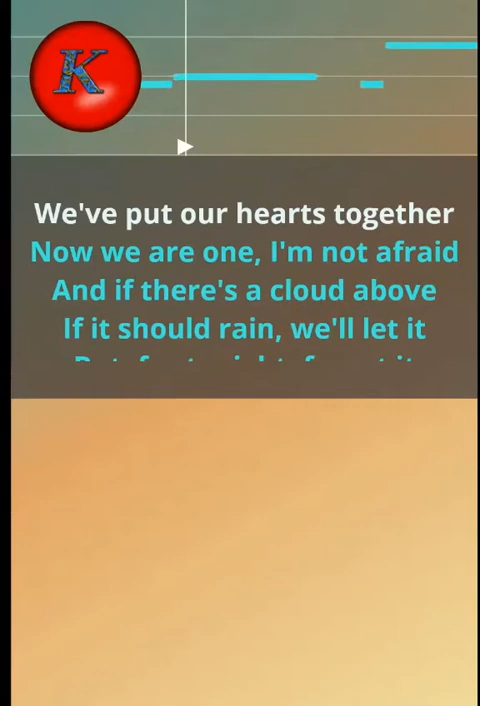 K
We've put our hearts together
Now we are one, I'm not afraid
And if there's a cloud above
If it should rain, we'll let it